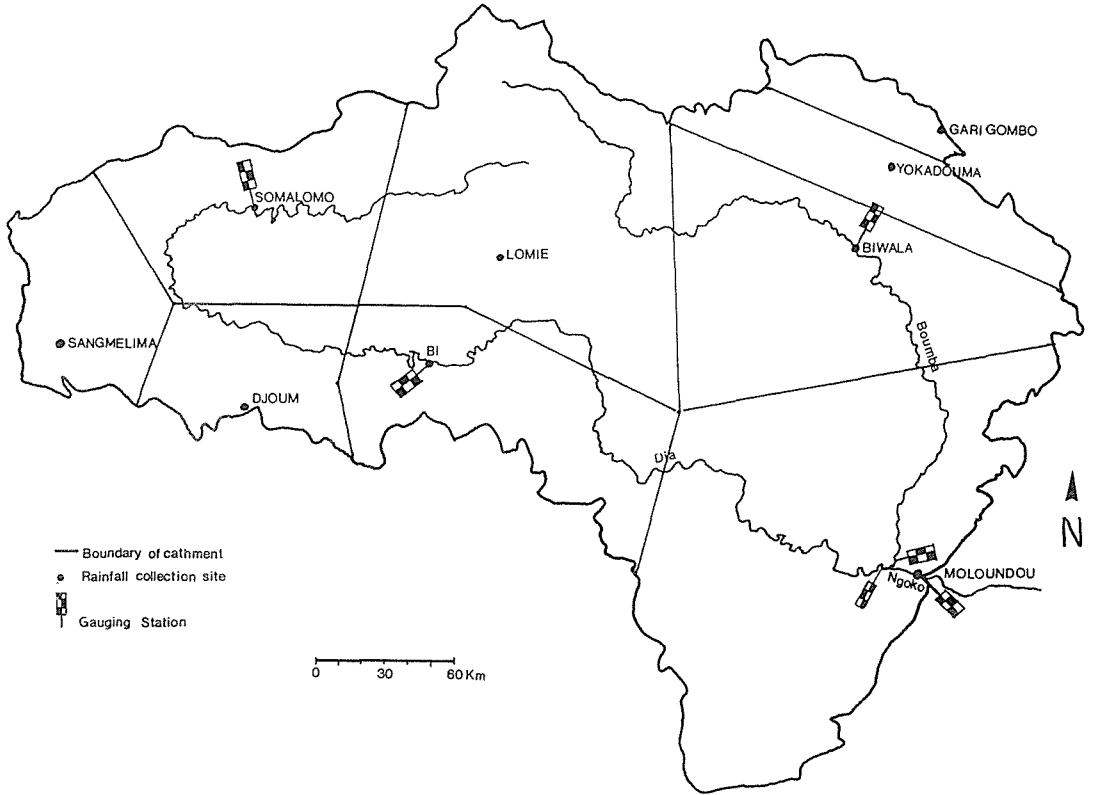 GARI GOMBO
YOKADOUMA
SOMALOMO
BIWALA
LOMIE
Boumba
SANGMELIMA
BI
DJOUM
Dja
N
Boundary of cathment
Rainfall collection site
Gauging Station
MOLOUNDOU
Ngoko
0 30 60 Km